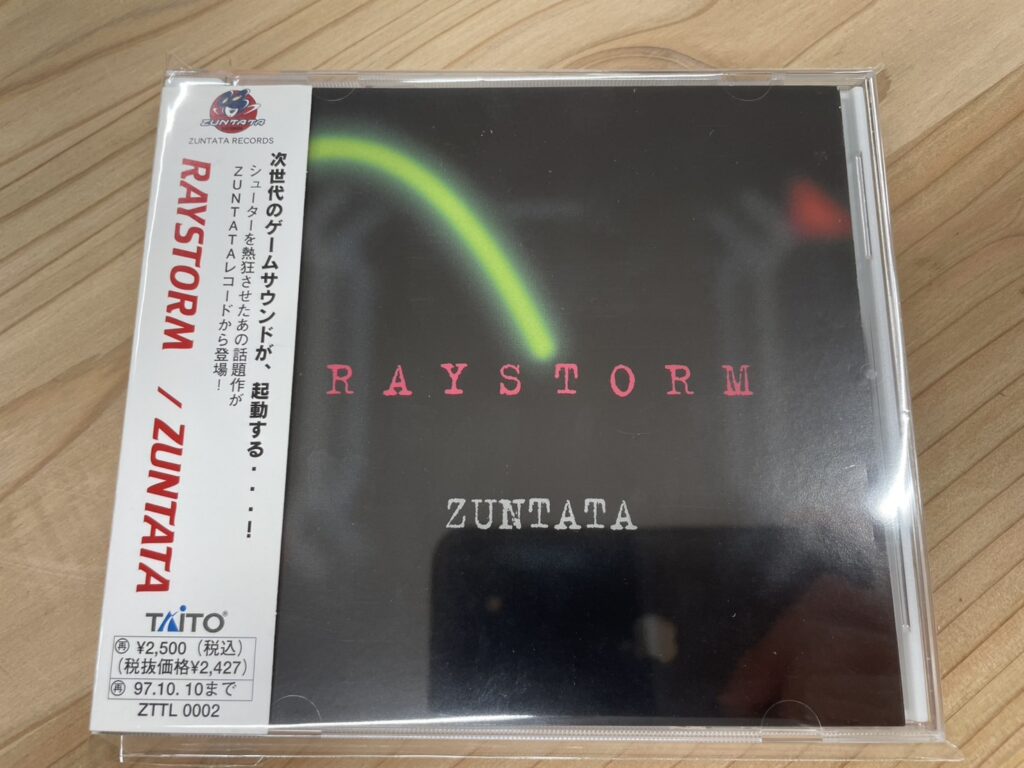 ZUNTATA
ZUNTATA RECORDS
次世代のゲームサウンドが、起動する・・・・!
シューターを熱狂させたあの話題作が
ZUNTATAレコードから登場!
RAYSTORM / ZUNTATA
TAITO®
再 ¥2,500(税込)
(税抜価格¥2,427)
再 97.10.10まで
ZTTL 0002
RAYSTORM
ZUNTATA